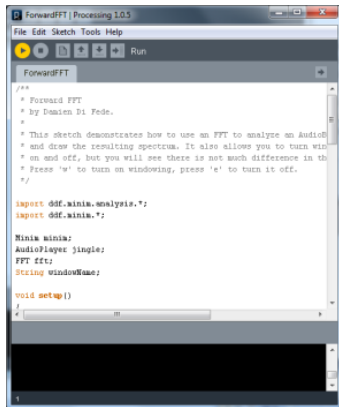 ForwardFFT | Processing 1.0.5
File Edit Sketch Tools Help
Run
ForwardFFT
/**
* Forward FFT
* by Damien Di Fede.
*
* This sketch demonstrates how to use an FFT to analyze an AudioB
* and draw the resulting spectrum. It also allows you to turn win
* on and off, but you will see there is not much difference in th
* Press 'w' to turn on windowing, press 'e' to turn it off.
*/
import ddf.minim.analysis.*;
import ddf.minim.*;
Minim minim;
AudioPlayer jingle;
FFT fft;
String windowName;
void setup()
1